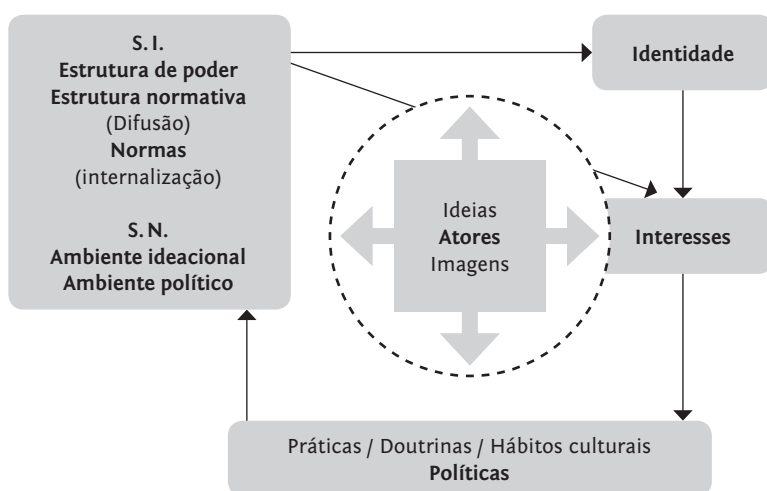 S. I.
Estrutura de poder
Estrutura normativa
(Difusão)
Normas
(internalização)
S. N.
Ambiente ideacional
Ambiente político
Identidade
Ideias
Atores
Imagens
Interesses
Práticas / Doutrinas / Hábitos culturais
Políticas